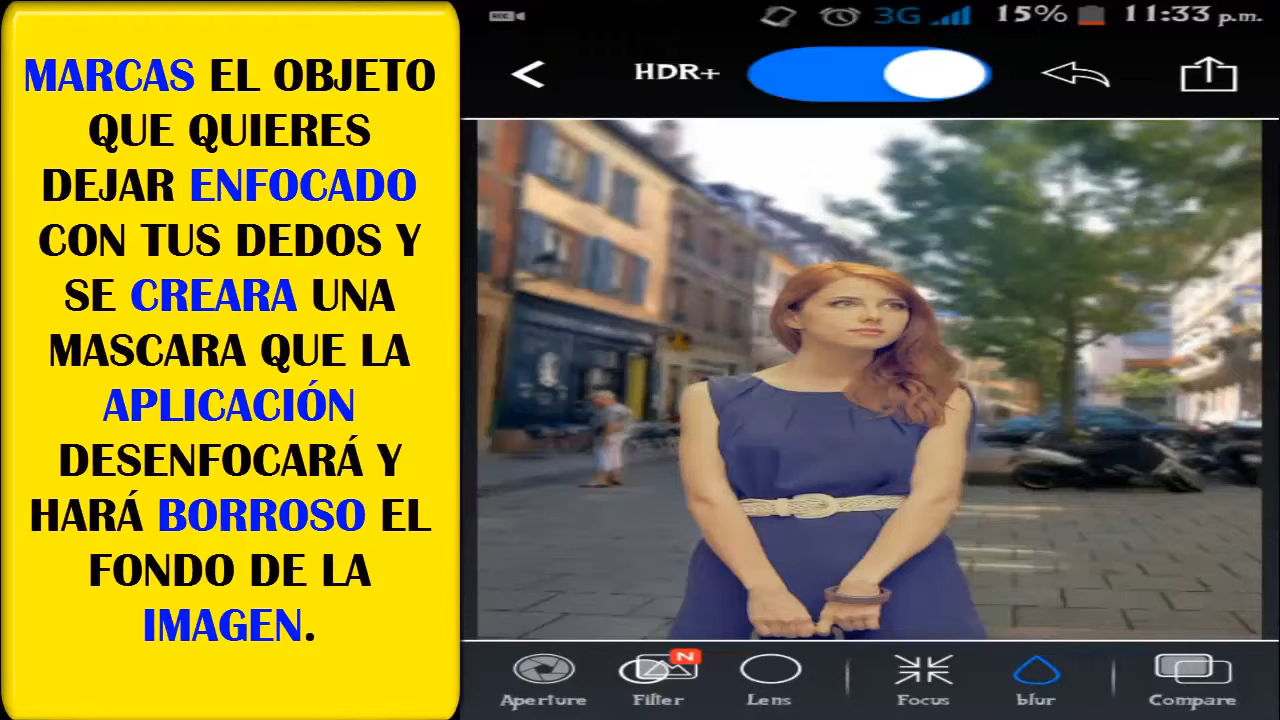 MARCAS EL OBJETO
QUE QUIERES
DEJAR ENFOCADO
CON TUS DEDOS Y
SE CREARA UNA
MASCARA QUE LA
APLICACIÓN
DESENFOCARÁ Y
HARÁ BORROSO EL
FONDO DE LA
IMAGEN.
REC 3G 15% 11:33 p.m.
HDR+
N
Aperture Filter Lens Focus blur Compare